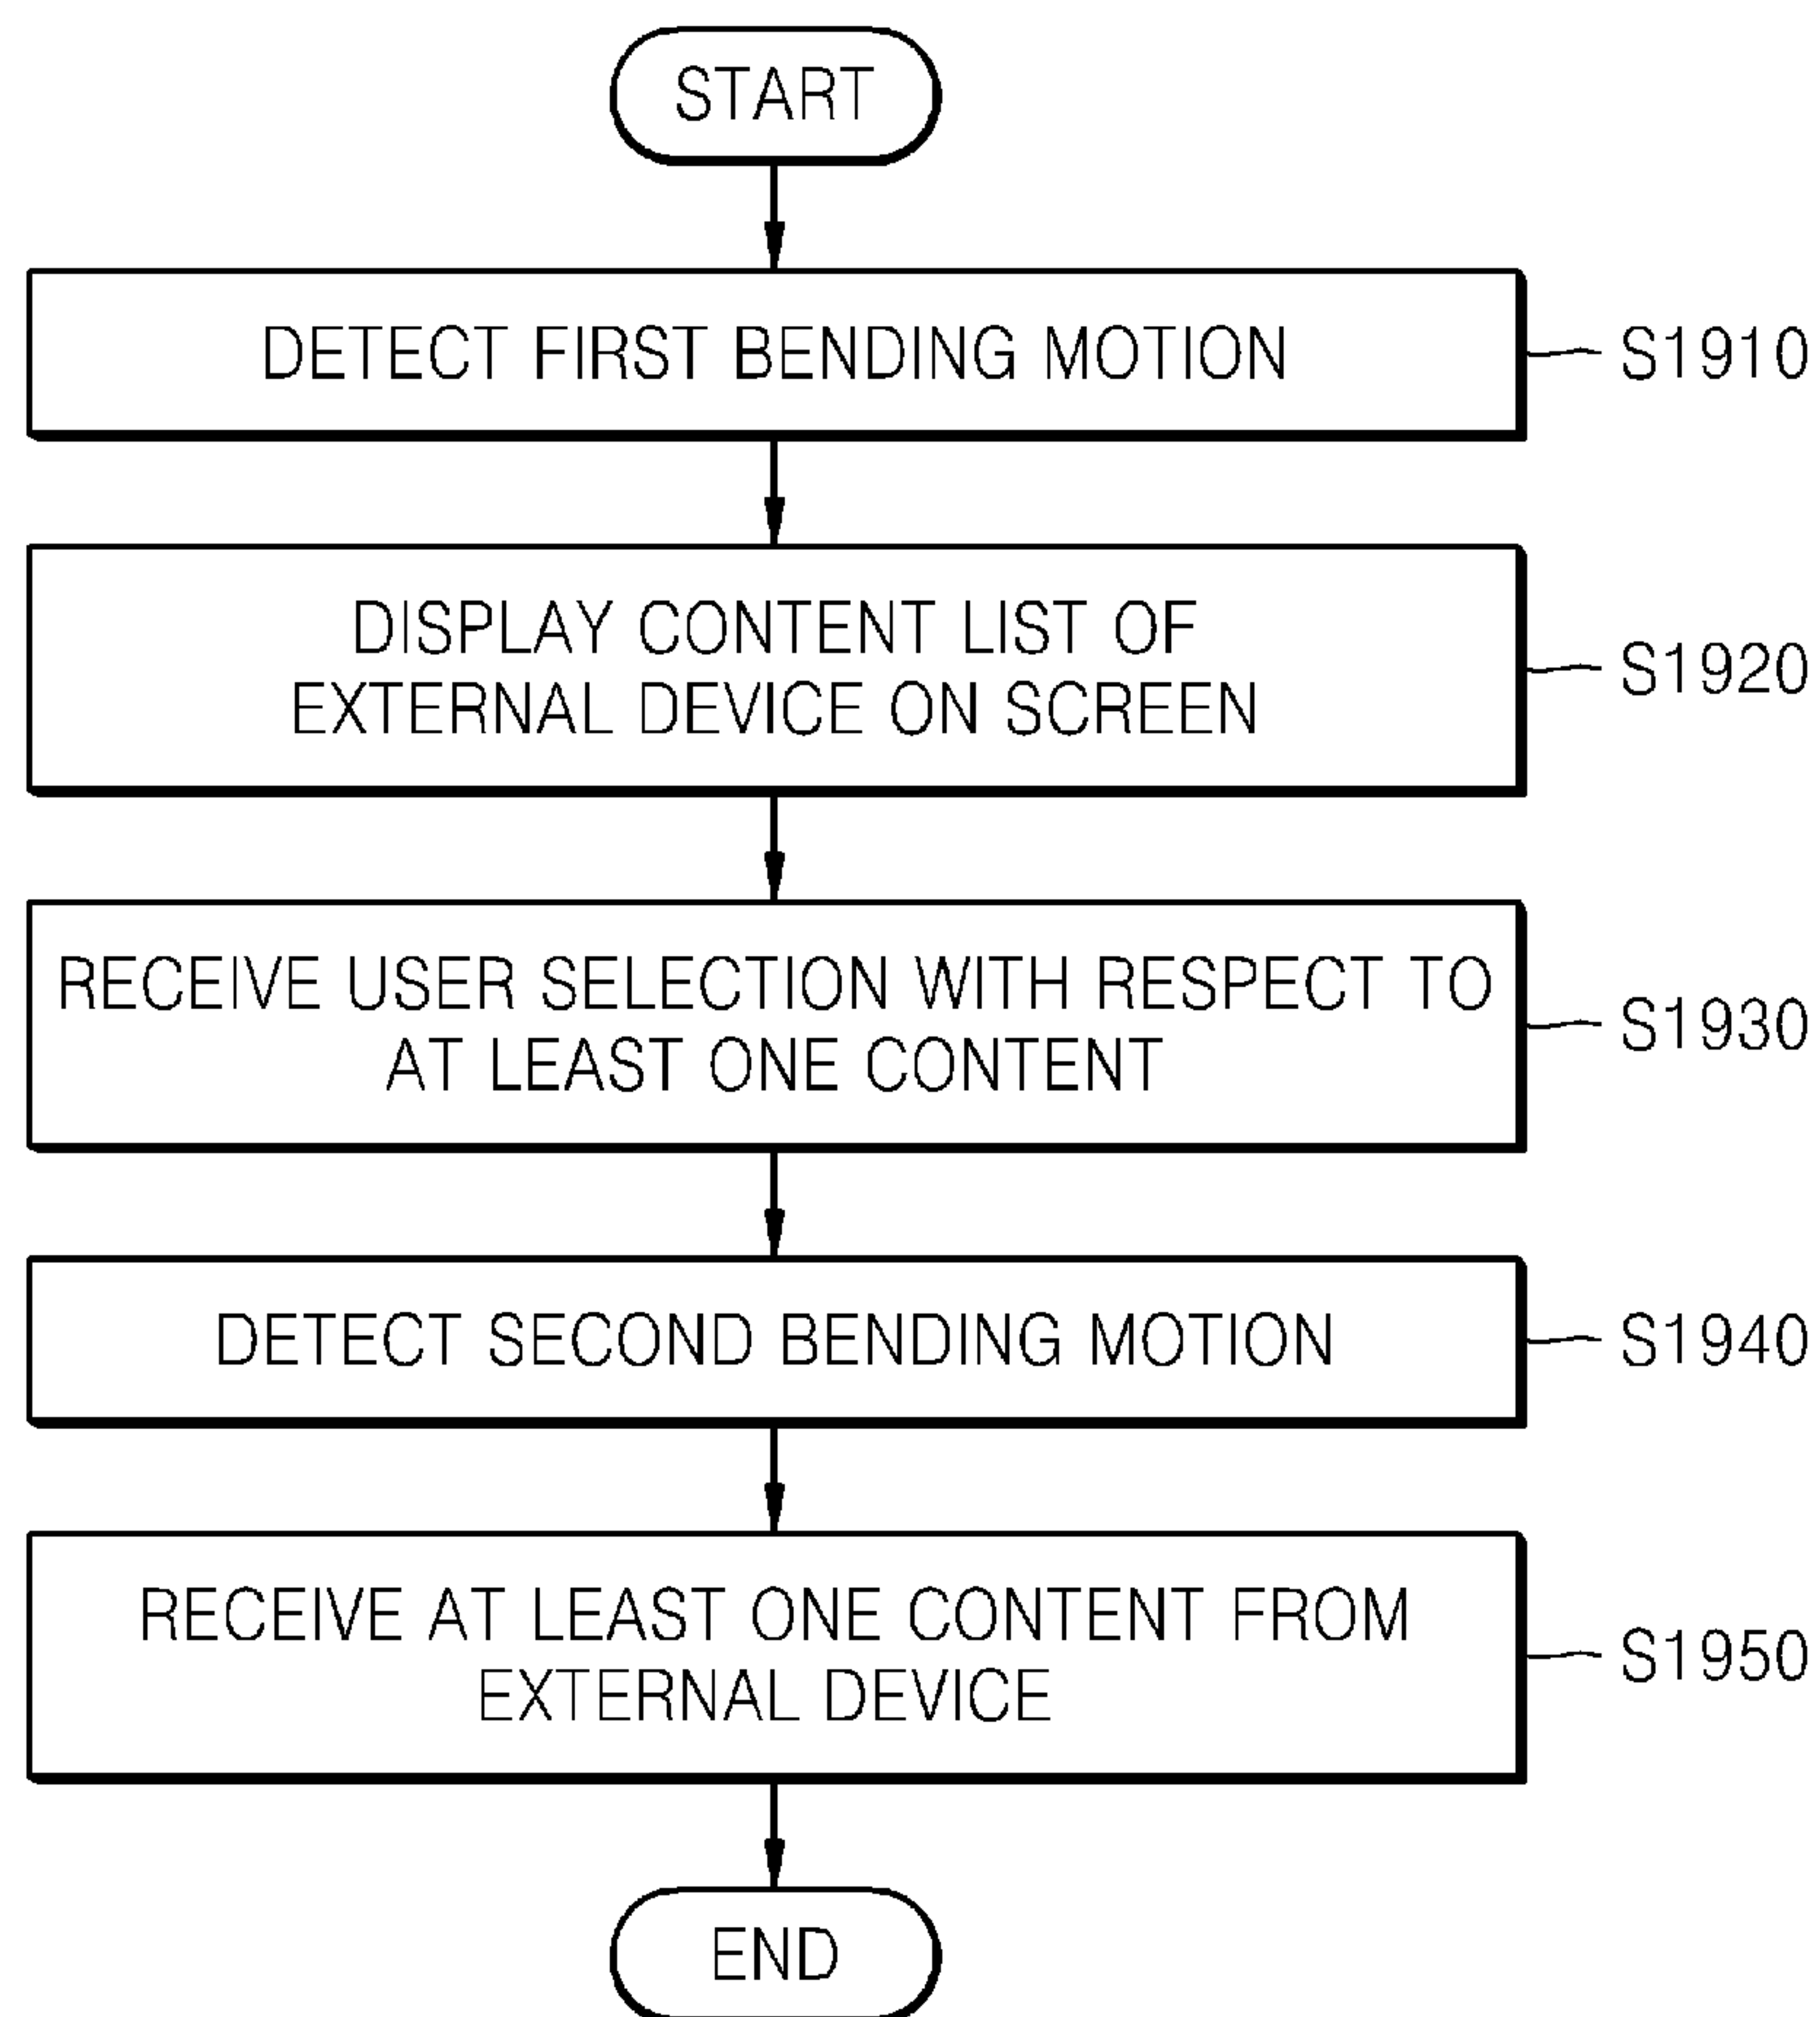 START
DETECT FIRST BENDING MOTION
S1910
DISPLAY CONTENT LIST OF
EXTERNAL DEVICE ON SCREEN
S1920
RECEIVE USER SELECTION WITH RESPECT TO
AT LEAST ONE CONTENT
S1930
DETECT SECOND BENDING MOTION
S1940
RECEIVE AT LEAST ONE CONTENT FROM
EXTERNAL DEVICE
S1950
END